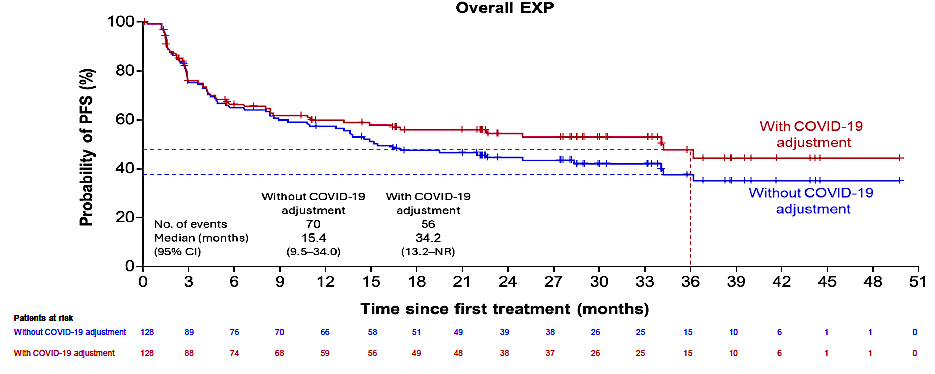 Overall EXP
Probability of PFS (%)
100
80
60
40
20
0
With COVID-19
adjustment
Without COVID-19
adjustment
Without COVID-19 With COVID-19
adjustment adjustment
No. of events 70 56
Median (months) 15.4 34.2
(95% CI) (9.5–34.0) (13.2–NR)
0 3 6 9 12 15 18 21 24 27 30 33 36 39 42 45 48 51
Time since first treatment (months)
Patients at risk
Without COVID-19 adjustment 128 89 76 70 66 58 51 49 39 38 26 25 15 10 6 1 1 0
With COVID-19 adjustment 128 88 74 68 59 56 49 48 38 37 26 25 15 10 6 1 1 0